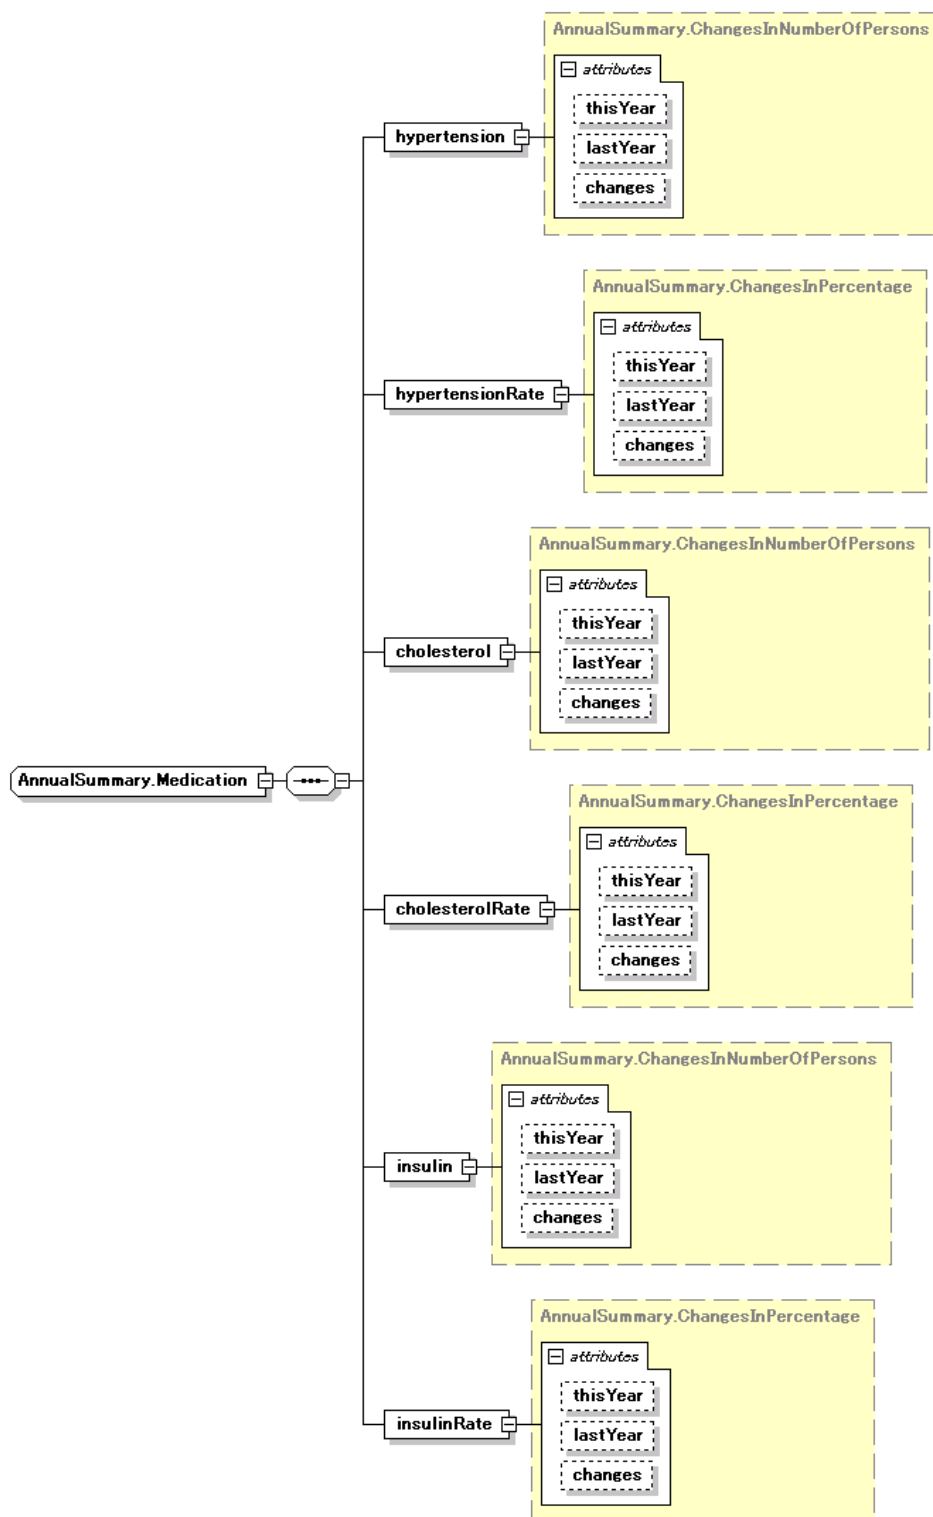 AnnualSummary.ChangesInNumberOfPersons
attributes
thisYear
hypertension
lastYear
changes
AnnualSummary.ChangesInPercentage
attributes
thisYear
hypertensionRate
lastYear
changes
AnnualSummary.ChangesInNumberOfPersons
attributes
thisYear
cholesterol
lastYear
changes
AnnualSummary.Medication
AnnualSummary.ChangesInPercentage
attributes
thisYear
cholesterolRate
lastYear
changes
AnnualSummary.ChangesInNumberOfPersons
attributes
thisYear
insulin
lastYear
changes
AnnualSummary.ChangesInPercentage
attributes
thisYear
insulinRate
lastYear
changes